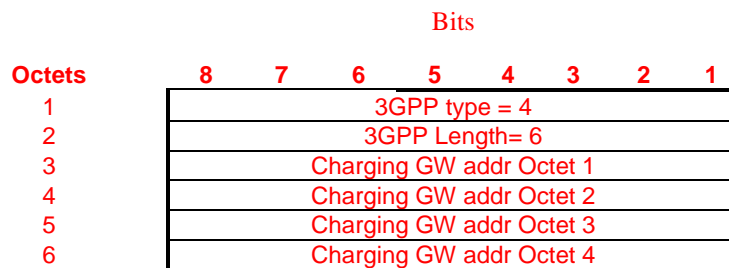 Bits
Octets 8 7 6 5 4 3 2 1
1 3GPP type = 4
2 3GPP Length= 6
3 Charging GW addr Octet 1
4 Charging GW addr Octet 2
5 Charging GW addr Octet 3
6 Charging GW addr Octet 4